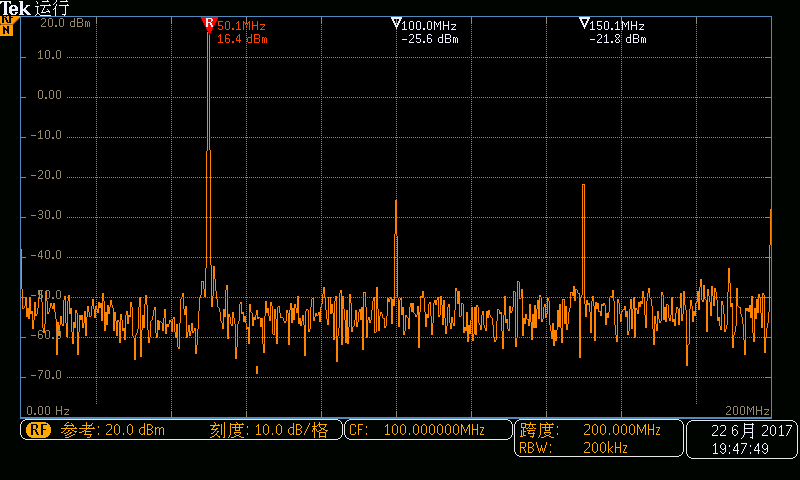 Tek 运行
RF
N
20.0 dBm
R 50.1MHz
16.4 dBm
100.0MHz
-25.6 dBm
150.1MHz
-21.8 dBm
10.0
0.00
-10.0
-20.0
-30.0
-40.0
-50.0
-60.0
-70.0
0.00 Hz
200MHz
RF 参考: 20.0 dBm 刻度: 10.0 dB/格
CF: 100.000000MHz
跨度: 200.000MHz
RBW: 200kHz
22 6月 2017
19:47:49